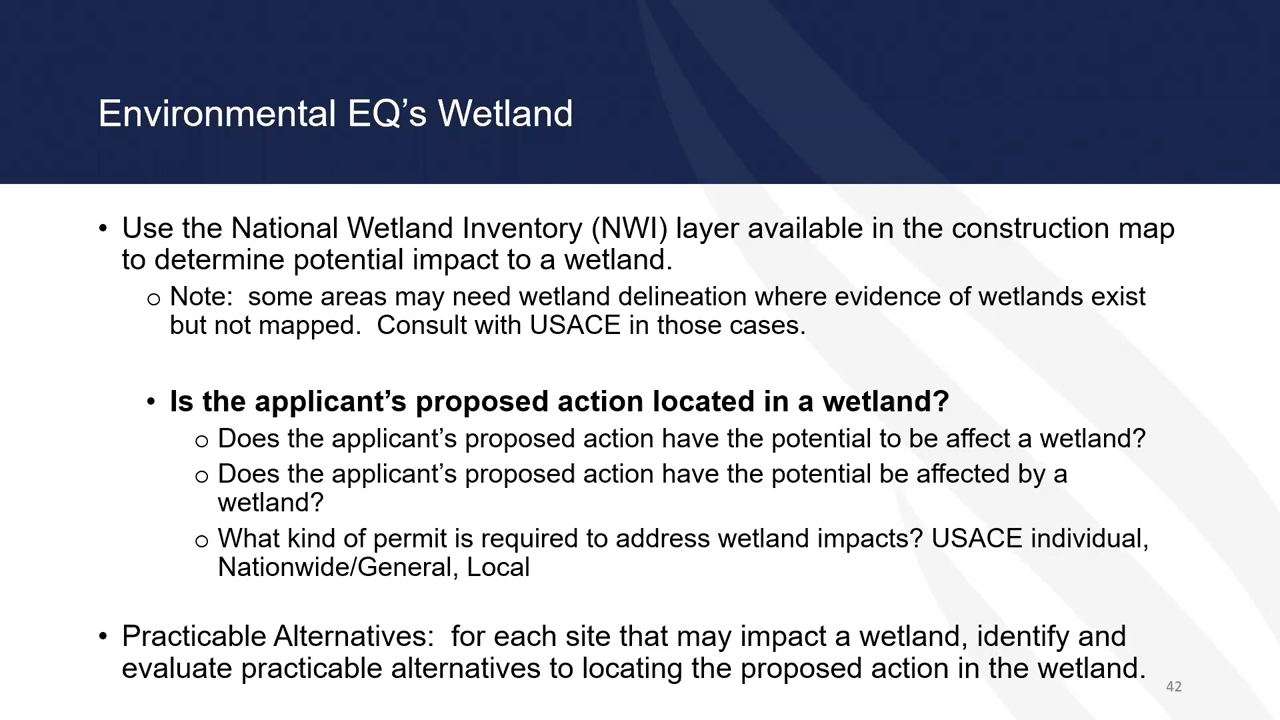 Environmental EQ’s Wetland
• Use the National Wetland Inventory (NWI) layer available in the construction map
to determine potential impact to a wetland.
o Note:  some areas may need wetland delineation where evidence of wetlands exist
but not mapped.  Consult with USACE in those cases.
• Is the applicant’s proposed action located in a wetland?
o Does the applicant’s proposed action have the potential to be affect a wetland?
o Does the applicant’s proposed action have the potential be affected by a
wetland?
o What kind of permit is required to address wetland impacts? USACE individual,
Nationwide/General, Local
• Practicable Alternatives:  for each site that may impact a wetland, identify and
evaluate practicable alternatives to locating the proposed action in the wetland.
42